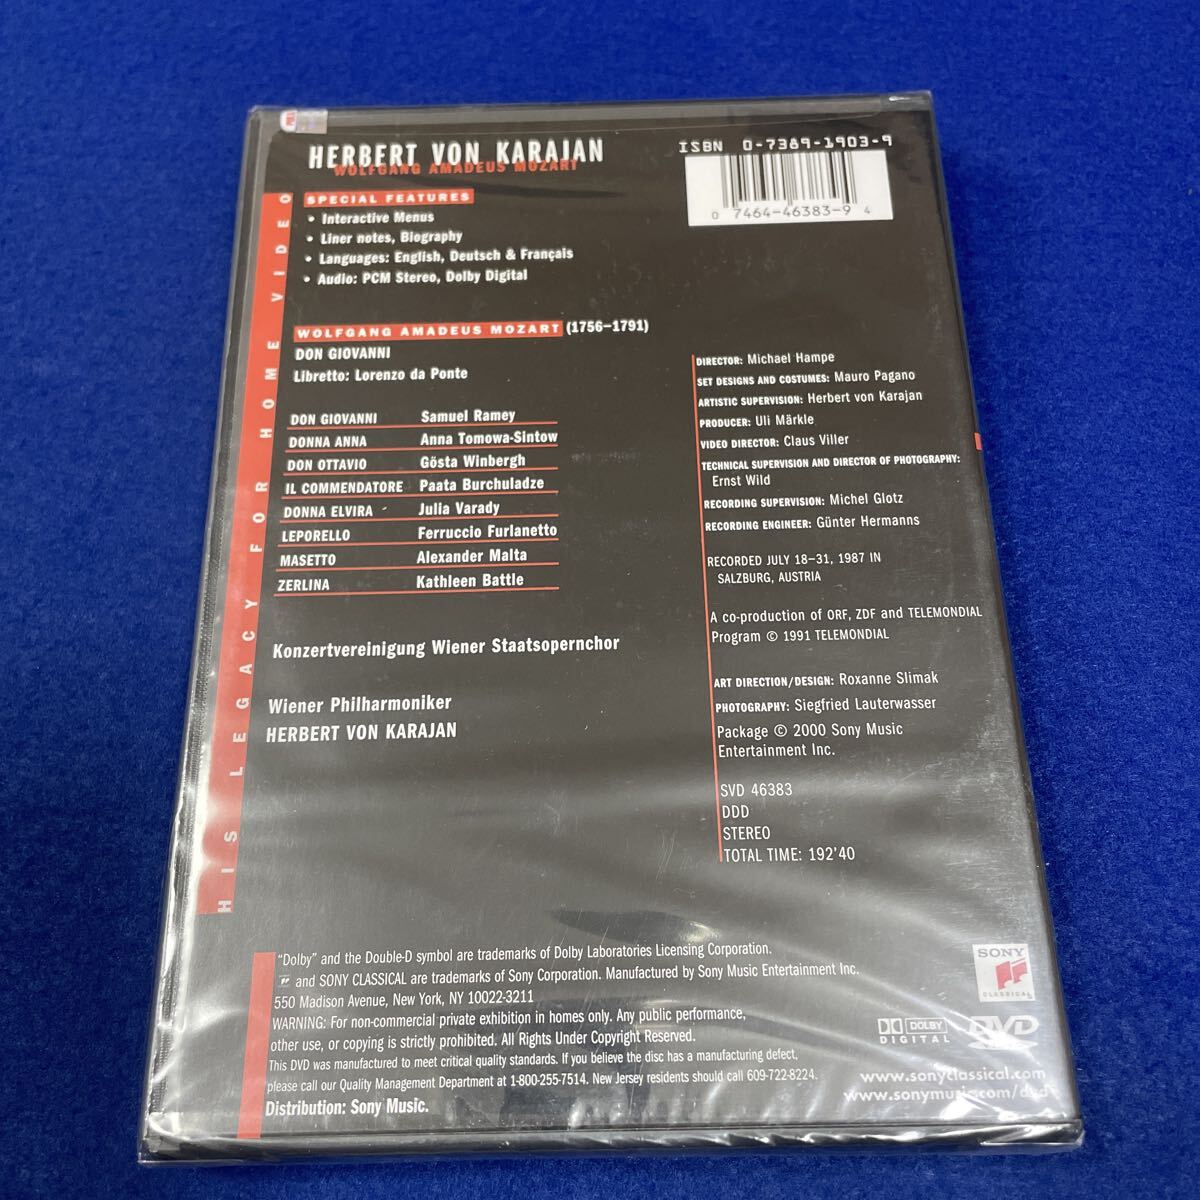 HERBERT VON KARAJAN
WOLFGANG AMADEUS MOZART
ISBN 0-7389-1903-9
0 7464-46383-9 4
HIS LEGACY FOR HOME VIDEO
SPECIAL FEATURES
• Interactive Menus
• Liner notes, Biography
• Languages: English, Deutsch & Français
• Audio: PCM Stereo, Dolby Digital
WOLFGANG AMADEUS MOZART (1756–1791)
DON GIOVANNI
Libretto: Lorenzo da Ponte
DON GIOVANNI Samuel Ramey
DONNA ANNA Anna Tomowa-Sintow
DON OTTAVIO Gösta Winbergh
IL COMMENDATORE Paata Burchuladze
DONNA ELVIRA Julia Varady
LEPORELLO Ferruccio Furlanetto
MASETTO Alexander Malta
ZERLINA Kathleen Battle
Konzertvereinigung Wiener Staatsopernchor
Wiener Philharmoniker
HERBERT VON KARAJAN
DIRECTOR: Michael Hampe
SET DESIGNS AND COSTUMES: Mauro Pagano
ARTISTIC SUPERVISION: Herbert von Karajan
PRODUCER: Uli Märkle
VIDEO DIRECTOR: Claus Viller
TECHNICAL SUPERVISION AND DIRECTOR OF PHOTOGRAPHY:
Ernst Wild
RECORDING SUPERVISION: Michel Glotz
RECORDING ENGINEER: Günter Hermanns
RECORDED JULY 18–31, 1987 IN
SALZBURG, AUSTRIA
A co-production of ORF, ZDF and TELEMONDIAL
Program © 1991 TELEMONDIAL
ART DIRECTION/DESIGN: Roxanne Slimak
PHOTOGRAPHY: Siegfried Lauterwasser
Package © 2000 Sony Music
Entertainment Inc.
SVD 46383
DDD
STEREO
TOTAL TIME: 192'40
"Dolby" and the Double-D symbol are trademarks of Dolby Laboratories Licensing Corporation.
and SONY CLASSICAL are trademarks of Sony Corporation. Manufactured by Sony Music Entertainment Inc.
550 Madison Avenue, New York, NY 10022-3211
WARNING: For non-commercial private exhibition in homes only. Any public performance,
other use, or copying is strictly prohibited. All Rights Under Copyright Reserved.
This DVD was manufactured to meet critical quality standards. If you believe the disc has a manufacturing defect,
please call our Quality Management Department at 1-800-255-7514. New Jersey residents should call 609-722-8224.
Distribution: Sony Music.
SONY
CLASSICAL
DOLBY
DIGITAL
DVD
www.sonyclassical.com
www.sonymusic.com/dvd